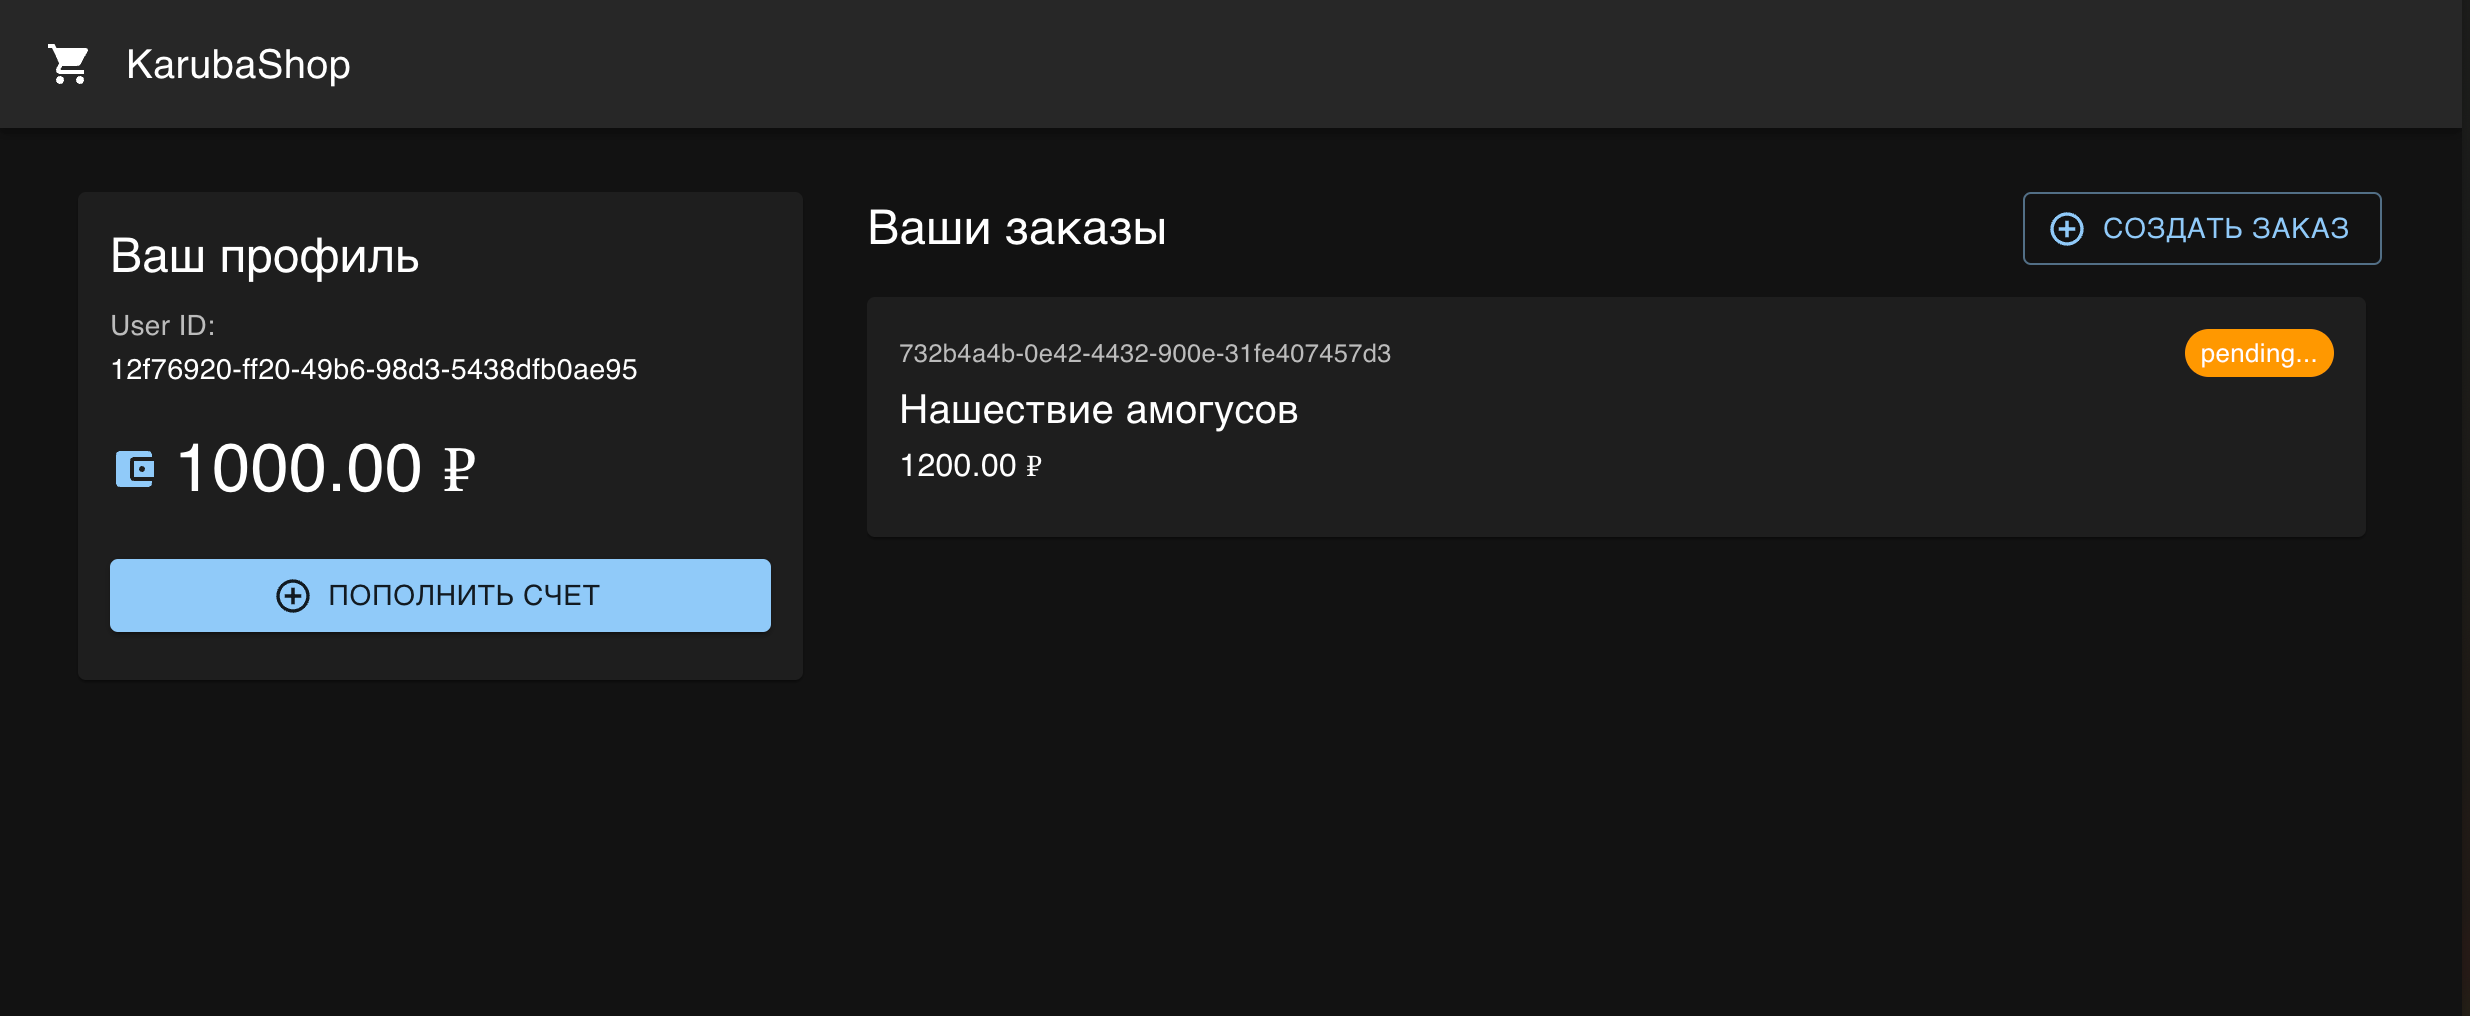 KarubaShop
Ваш профиль
User ID:
12f76920-ff20-49b6-98d3-5438dfb0ae95
1000.00 ₽
ПОПОЛНИТЬ СЧЕТ
Ваши заказы
СОЗДАТЬ ЗАКАЗ
732b4a4b-0e42-4432-900e-31fe407457d3
pending...
Нашествие амогусов
1200.00 ₽